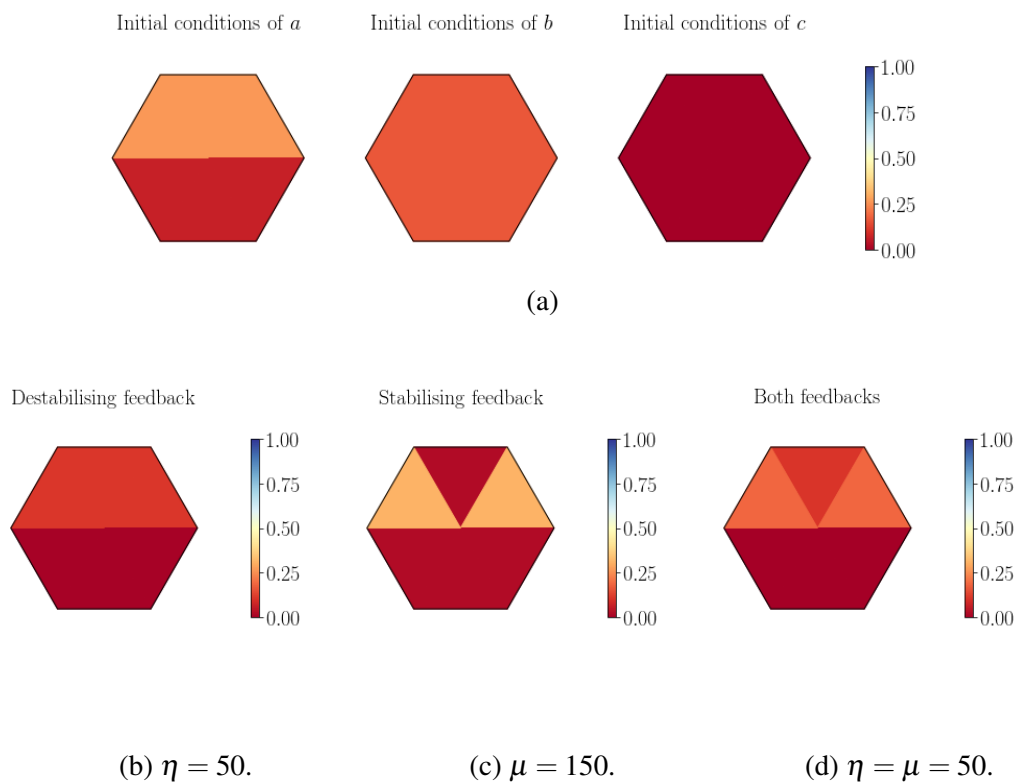 Initial conditions of a Initial conditions of b Initial conditions of c
1.00
0.75
0.50
0.25
0.00
(a)
Destabilising feedback Stabilising feedback Both feedbacks
1.00 1.00 1.00
0.75 0.75 0.75
0.50 0.50 0.50
0.25 0.25 0.25
0.00 0.00 0.00
(b) η = 50. (c) μ = 150. (d) η = μ = 50.